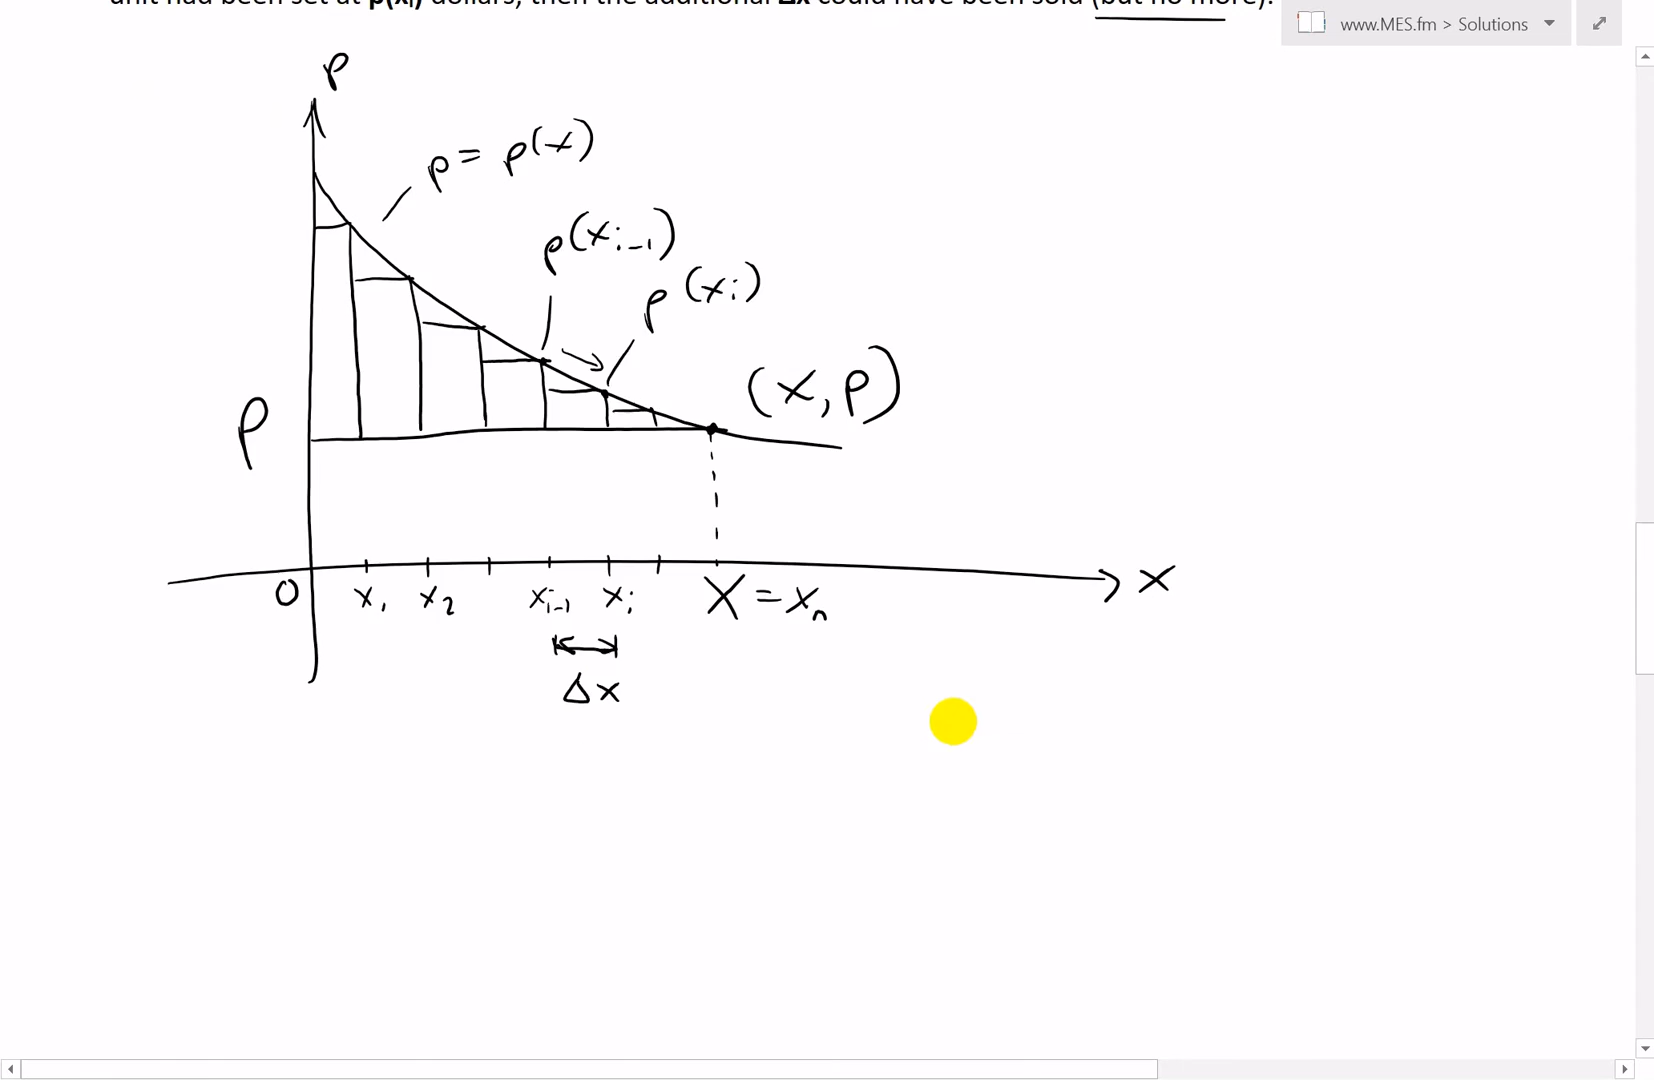 unit had been set at p(xᵢ) dollars, then the additional Δx could have been sold (but no more).
www.MES.fm > Solutions
p
p = p(x)
p(xᵢ₋₁)
p(xᵢ)
(X, P)
P
0 x₁ x₂ xᵢ₋₁ xᵢ X = xₙ x
Δx